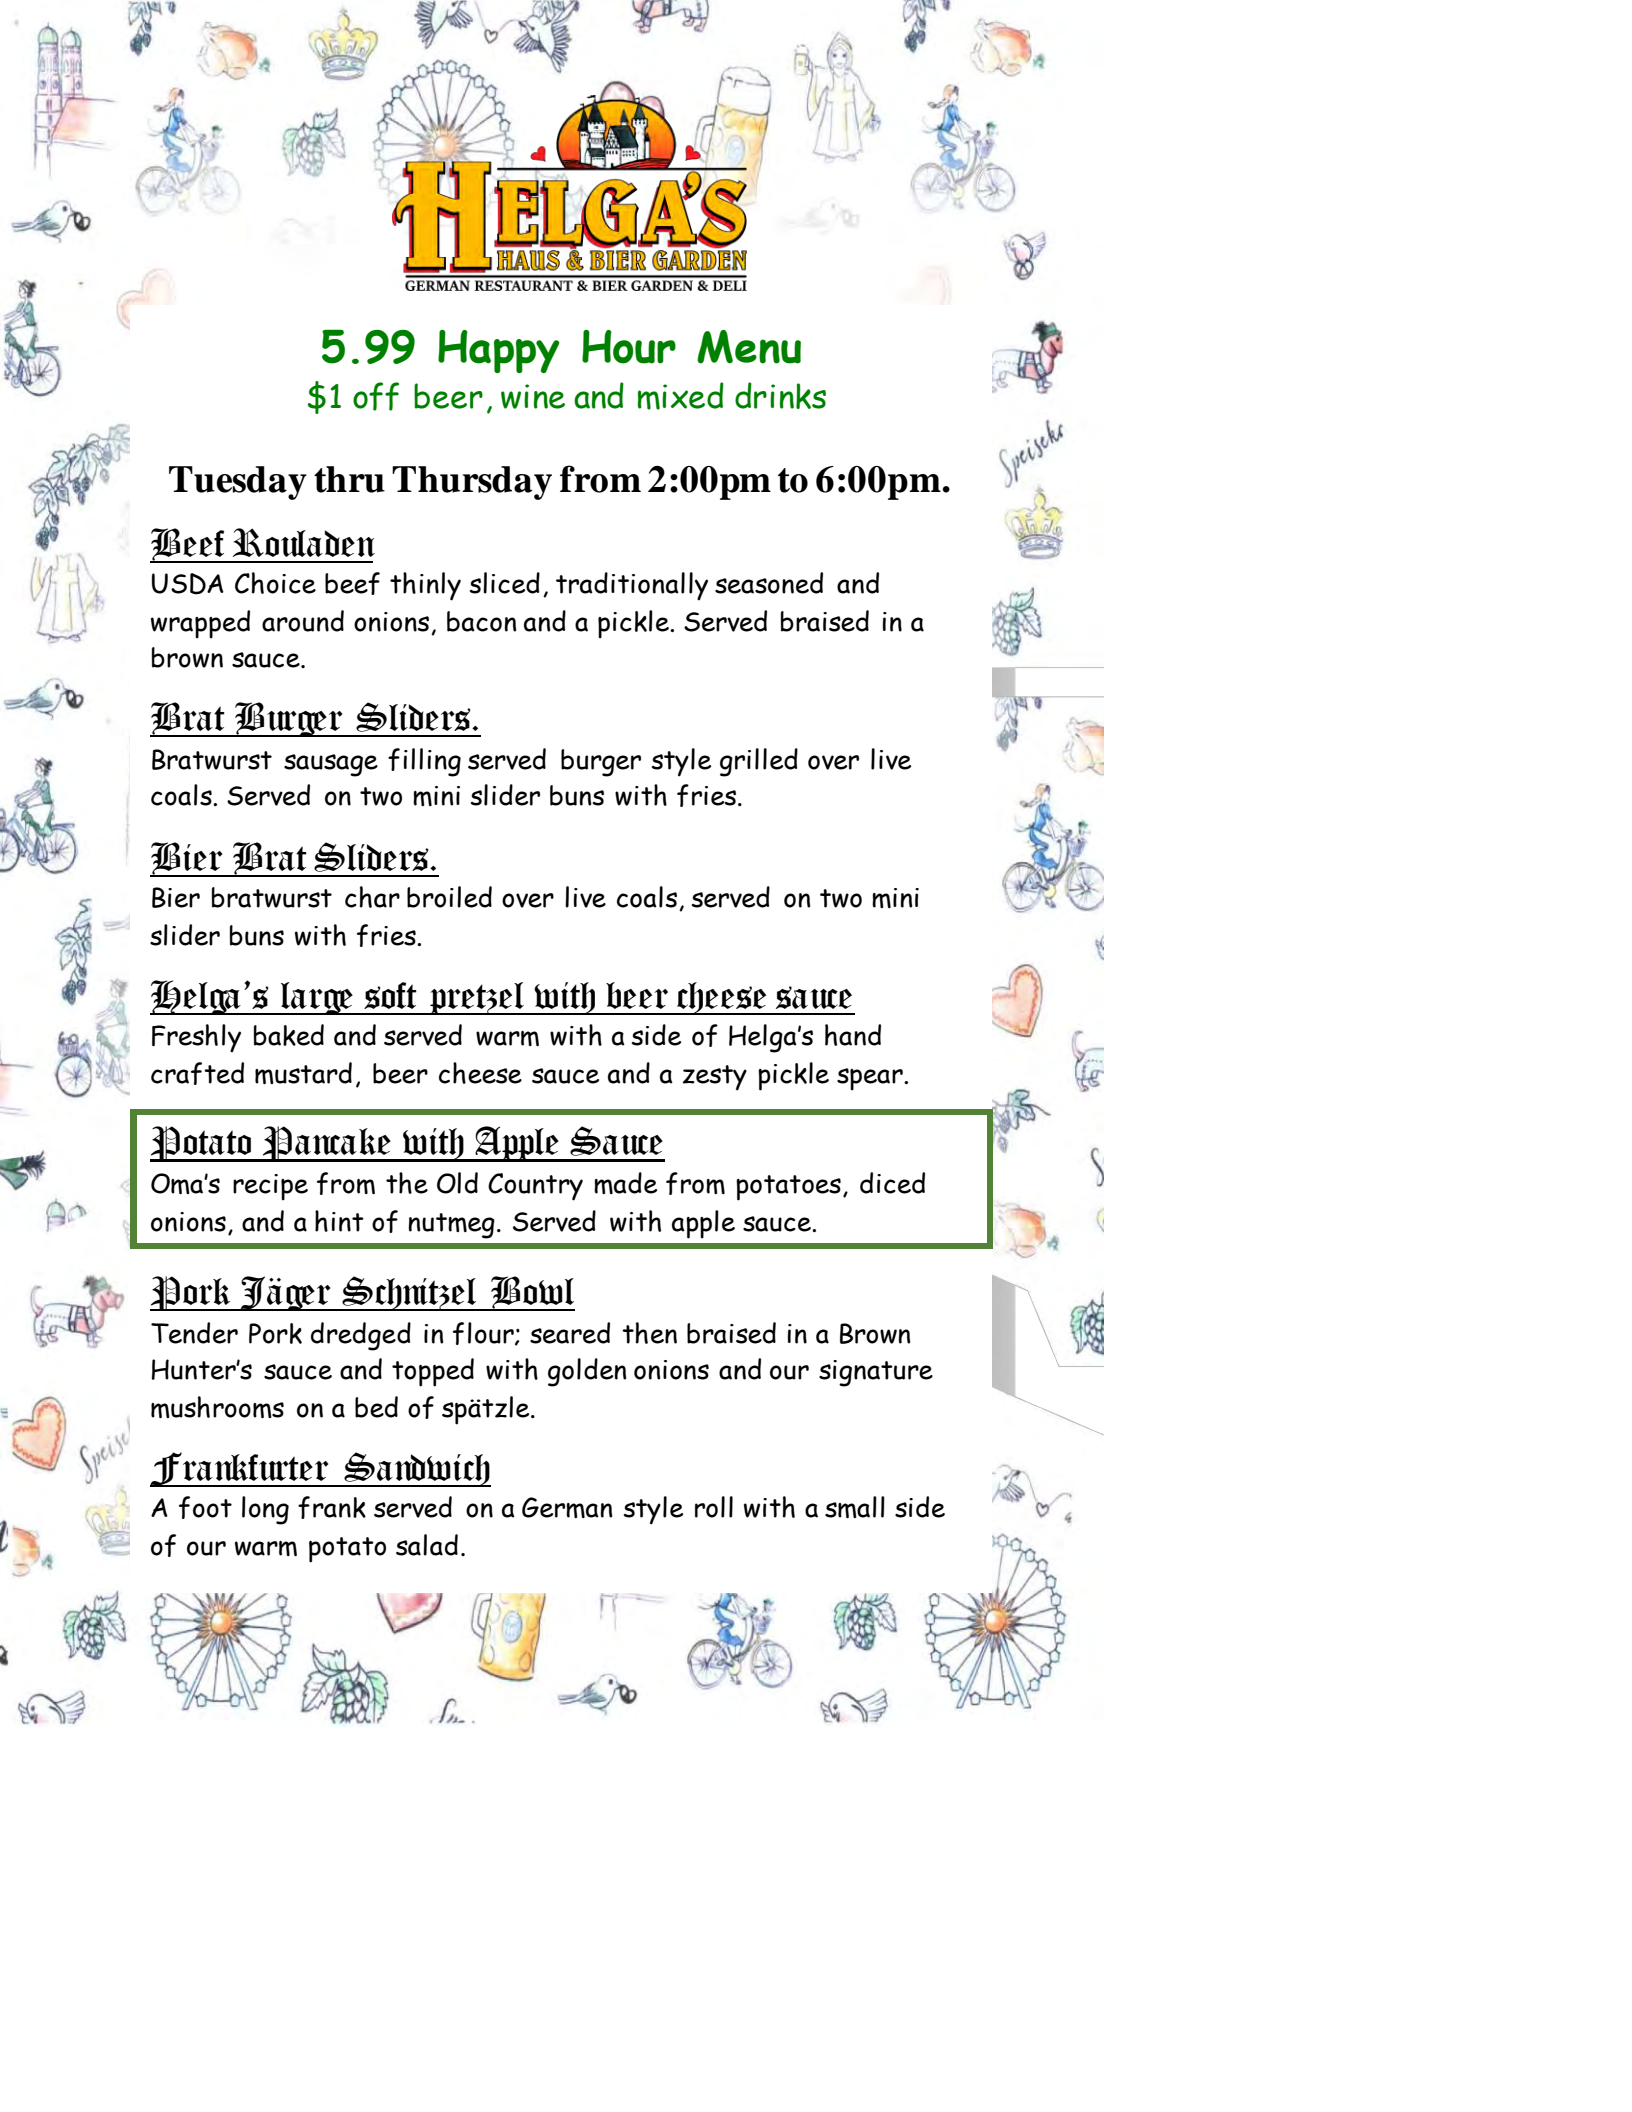 HELGA'S
HAUS & BIER GARDEN
GERMAN RESTAURANT & BIER GARDEN & DELI
5.99 Happy Hour Menu
$1 off beer, wine and mixed drinks
Tuesday thru Thursday from 2:00pm to 6:00pm.
Beef Rouladen
USDA Choice beef thinly sliced, traditionally seasoned and
wrapped around onions, bacon and a pickle. Served braised in a
brown sauce.
Brat Burger Sliders.
Bratwurst sausage filling served burger style grilled over live
coals. Served on two mini slider buns with fries.
Bier Brat Sliders.
Bier bratwurst char broiled over live coals, served on two mini
slider buns with fries.
Helga's large soft pretzel with beer cheese sauce
Freshly baked and served warm with a side of Helga's hand
crafted mustard, beer cheese sauce and a zesty pickle spear.
Potato Pancake with Apple Sauce
Oma's recipe from the Old Country made from potatoes, diced
onions, and a hint of nutmeg. Served with apple sauce.
Pork Jäger Schnitzel Bowl
Tender Pork dredged in flour; seared then braised in a Brown
Hunter's sauce and topped with golden onions and our signature
mushrooms on a bed of spätzle.
Frankfurter Sandwich
A foot long frank served on a German style roll with a small side
of our warm potato salad.